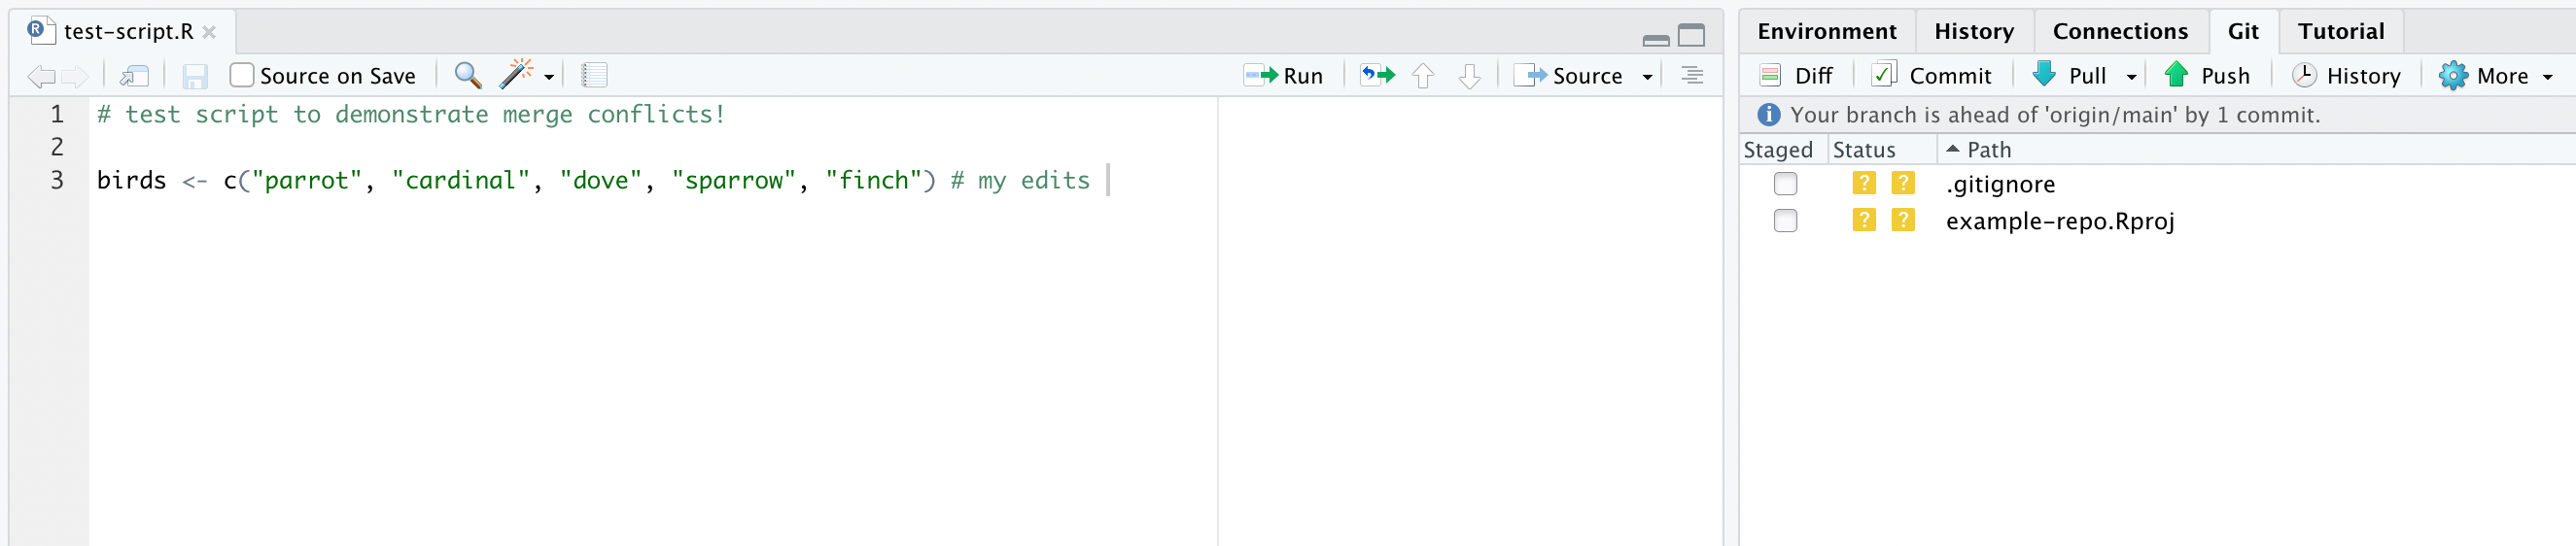 test-script.R
Source on Save Run Source
1 # test script to demonstrate merge conflicts!
2
3 birds <- c("parrot", "cardinal", "dove", "sparrow", "finch") # my edits
Environment History Connections Git Tutorial
Diff Commit Pull Push History More
Your branch is ahead of 'origin/main' by 1 commit.
Staged Status Path
? ? .gitignore
? ? example-repo.Rproj